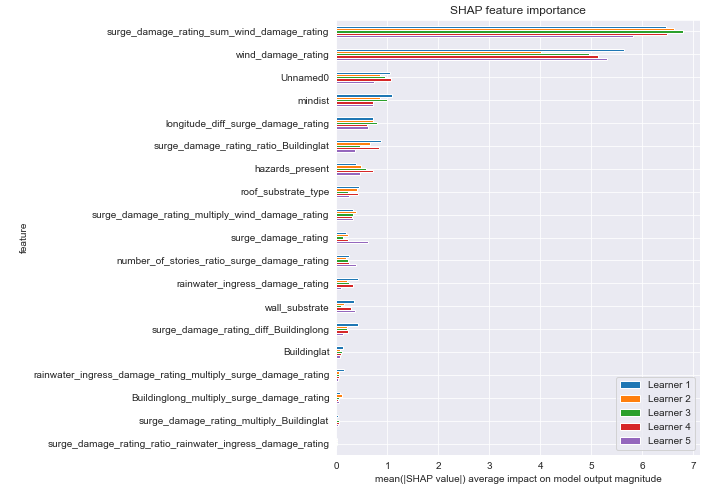 SHAP feature importance
surge_damage_rating_sum_wind_damage_rating
wind_damage_rating
Unnamed0
mindist
longitude_diff_surge_damage_rating
surge_damage_rating_ratio_Buildinglat
hazards_present
roof_substrate_type
surge_damage_rating_multiply_wind_damage_rating
surge_damage_rating
number_of_stories_ratio_surge_damage_rating
rainwater_ingress_damage_rating
wall_substrate
surge_damage_rating_diff_Buildinglong
Buildinglat
rainwater_ingress_damage_rating_multiply_surge_damage_rating
Buildinglong_multiply_surge_damage_rating
surge_damage_rating_multiply_Buildinglat
surge_damage_rating_ratio_rainwater_ingress_damage_rating
feature
Learner 1
Learner 2
Learner 3
Learner 4
Learner 5
0 1 2 3 4 5 6 7
mean(|SHAP value|) average impact on model output magnitude